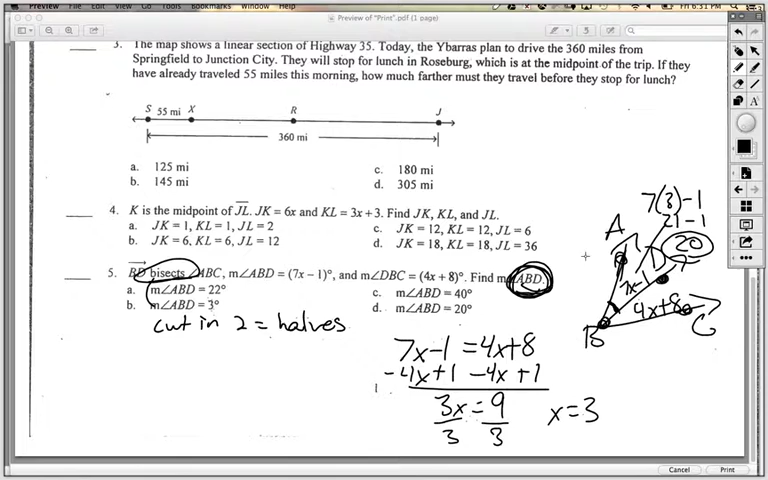 Preview File Edit View Go Tools Bookmarks Window Help
Fri 6:31 PM
Preview of "Print".pdf (1 page)
3. The map shows a linear section of Highway 35. Today, the Ybarras plan to drive the 360 miles from
Springfield to Junction City. They will stop for lunch in Roseburg, which is at the midpoint of the trip. If they
have already traveled 55 miles this morning, how much farther must they travel before they stop for lunch?
S 55 mi X R J
360 mi
a. 125 mi c. 180 mi
b. 145 mi d. 305 mi
4. K is the midpoint of JL. JK = 6x and KL = 3x + 3. Find JK, KL, and JL.
a. JK = 1, KL = 1, JL = 2 c. JK = 12, KL = 12, JL = 6
b. JK = 6, KL = 6, JL = 12 d. JK = 18, KL = 18, JL = 36
5. BD bisects ∠ABC, m∠ABD = (7x − 1)°, and m∠DBC = (4x + 8)°. Find m∠ABD.
a. m∠ABD = 22° c. m∠ABD = 40°
b. m∠ABD = 3° d. m∠ABD = 20°
cut in 2 = halves
7(3)-1
21-1
20
A
D
7x-1
4x+8
B
C
7x-1=4x+8
-4x+1 -4x+1
3x=9
3 3
x=3
Cancel Print